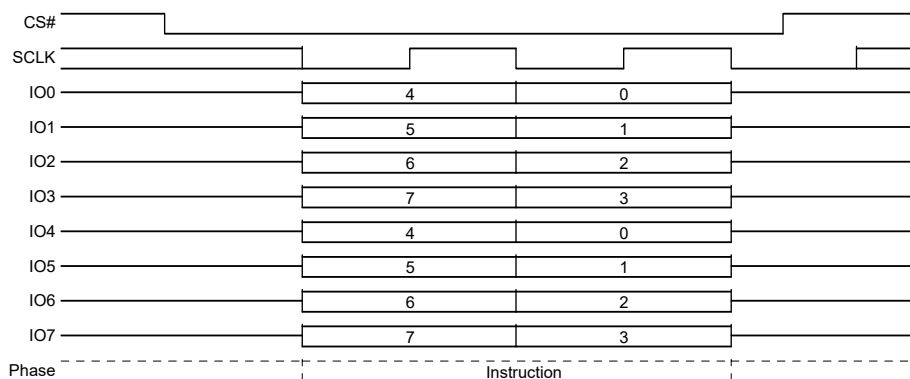 CS#
SCLK
IO0 4 0
IO1 5 1
IO2 6 2
IO3 7 3
IO4 4 0
IO5 5 1
IO6 6 2
IO7 7 3
Phase Instruction